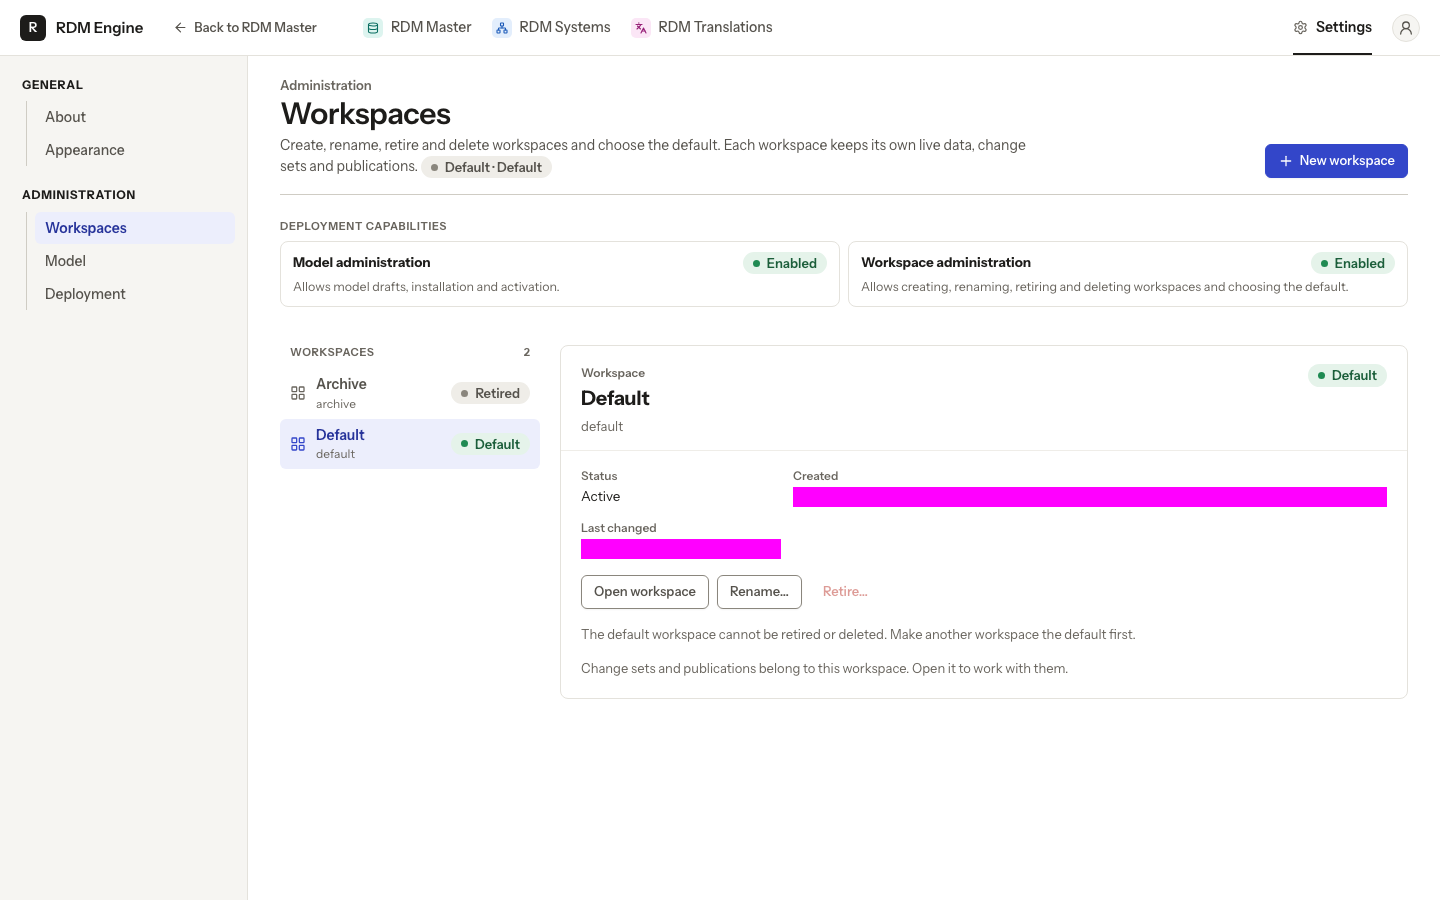 R RDM Engine
Back to RDM Master
RDM Master
RDM Systems
RDM Translations
Settings
GENERAL
About
Appearance
ADMINISTRATION
Workspaces
Model
Deployment
Administration
Workspaces
Create, rename, retire and delete workspaces and choose the default. Each workspace keeps its own live data, change
sets and publications. Default · Default
New workspace
DEPLOYMENT CAPABILITIES
Model administration
Enabled
Allows model drafts, installation and activation.
Workspace administration
Enabled
Allows creating, renaming, retiring and deleting workspaces and choosing the default.
WORKSPACES 2
Archive
archive
Retired
Default
default
Default
Workspace
Default
default
Default
Status
Active
Created
Last changed
Open workspace
Rename...
Retire...
The default workspace cannot be retired or deleted. Make another workspace the default first.
Change sets and publications belong to this workspace. Open it to work with them.